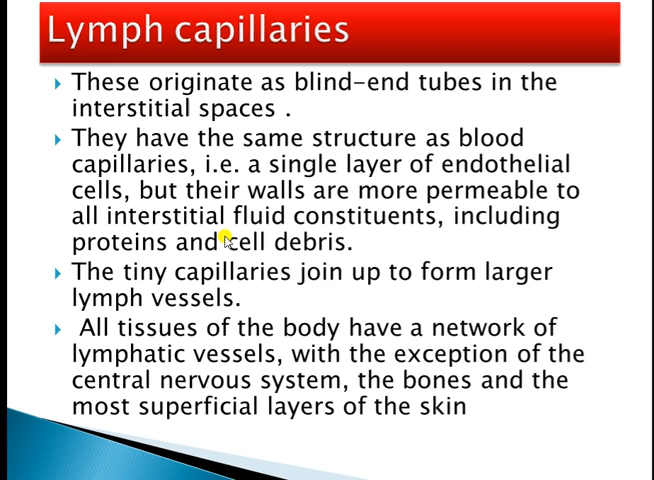 Lymph capillaries
These originate as blind-end tubes in the
interstitial spaces .
They have the same structure as blood
capillaries, i.e. a single layer of endothelial
cells, but their walls are more permeable to
all interstitial fluid constituents, including
proteins and cell debris.
The tiny capillaries join up to form larger
lymph vessels.
All tissues of the body have a network of
lymphatic vessels, with the exception of the
central nervous system, the bones and the
most superficial layers of the skin